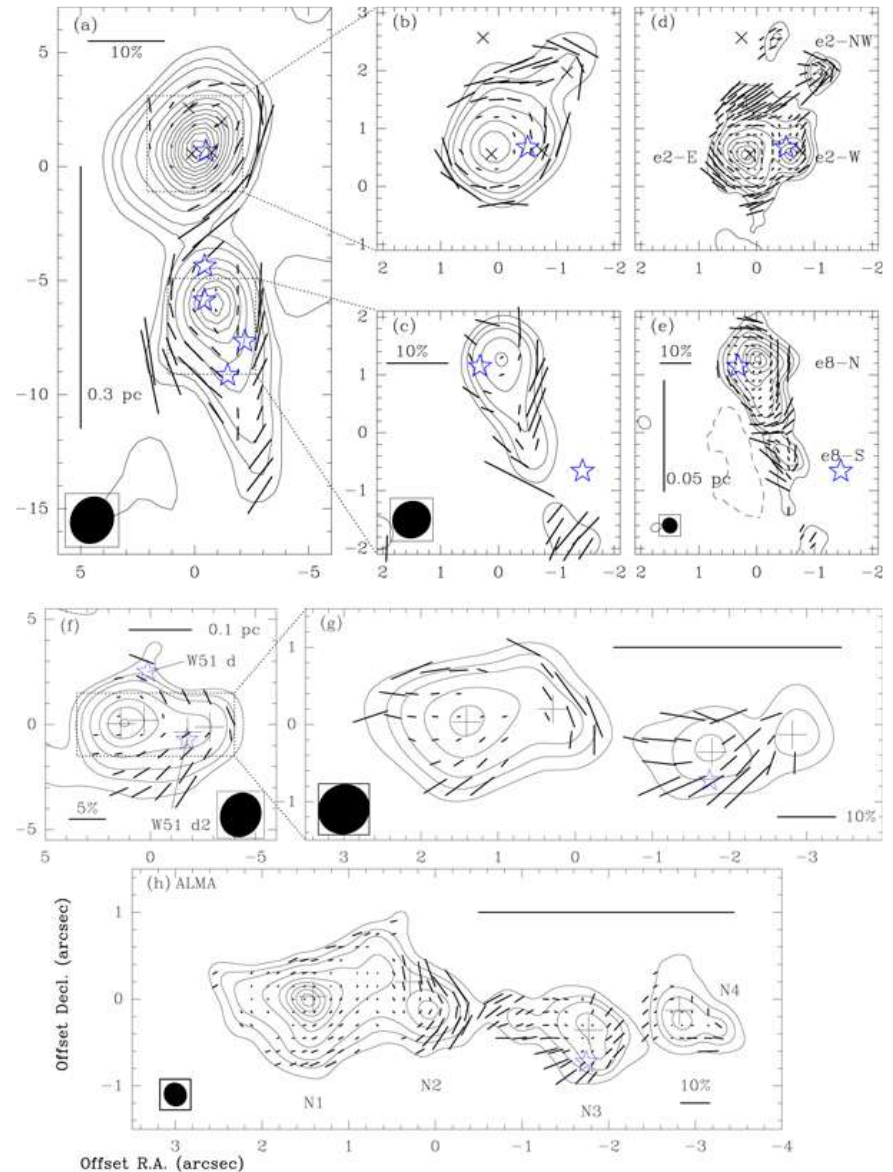 (a)
10%
0.3 pc
5
0
−5
−10
−15
5
0
−5
(b)
3
2
1
0
−1
2
1
0
−1
−2
(d)
e2−NW
e2−E
e2−W
2
1
0
−1
−2
(c)
10%
2
1
0
−1
−2
2
1
0
−1
−2
(e)
10%
e8−N
e8−S
0.05 pc
2
1
0
−1
−2
(f)
0.1 pc
W51 d
W51 d2
5%
5
0
−5
5
0
−5
(g)
10%
1
0
1
3
2
1
0
−1
−2
−3
(h) ALMA
N1
N2
N3
N4
10%
1
0
−1
3
2
1
0
−1
−2
−3
−4
Offset Decl. (arcsec)
Offset R.A. (arcsec)